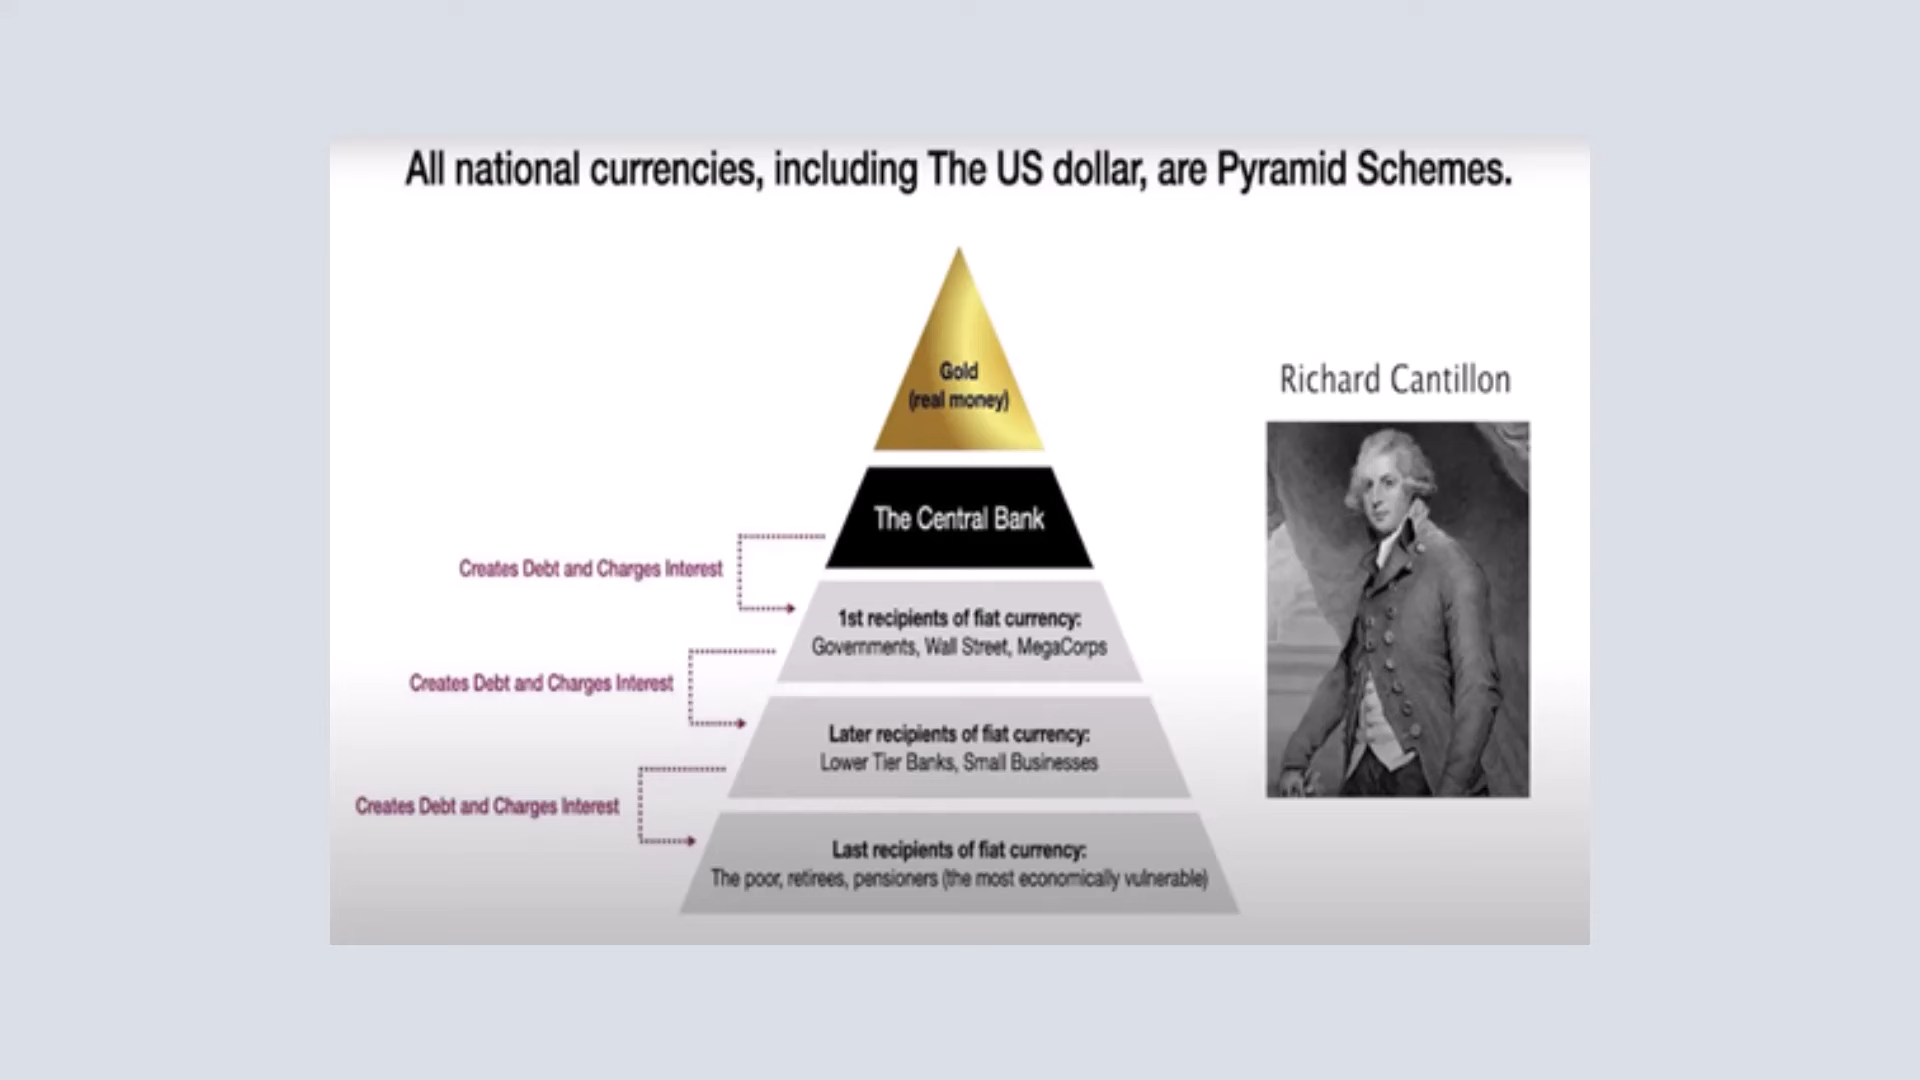 All national currencies, including The US dollar, are Pyramid Schemes.
Gold
(real money)
Richard Cantillon
The Central Bank
Creates Debt and Charges Interest
1st recipients of fiat currency:
Governments, Wall Street, MegaCorps
Creates Debt and Charges Interest
Later recipients of fiat currency:
Lower Tier Banks, Small Businesses
Creates Debt and Charges Interest
Last recipients of fiat currency:
The poor, retirees, pensioners (the most economically vulnerable)